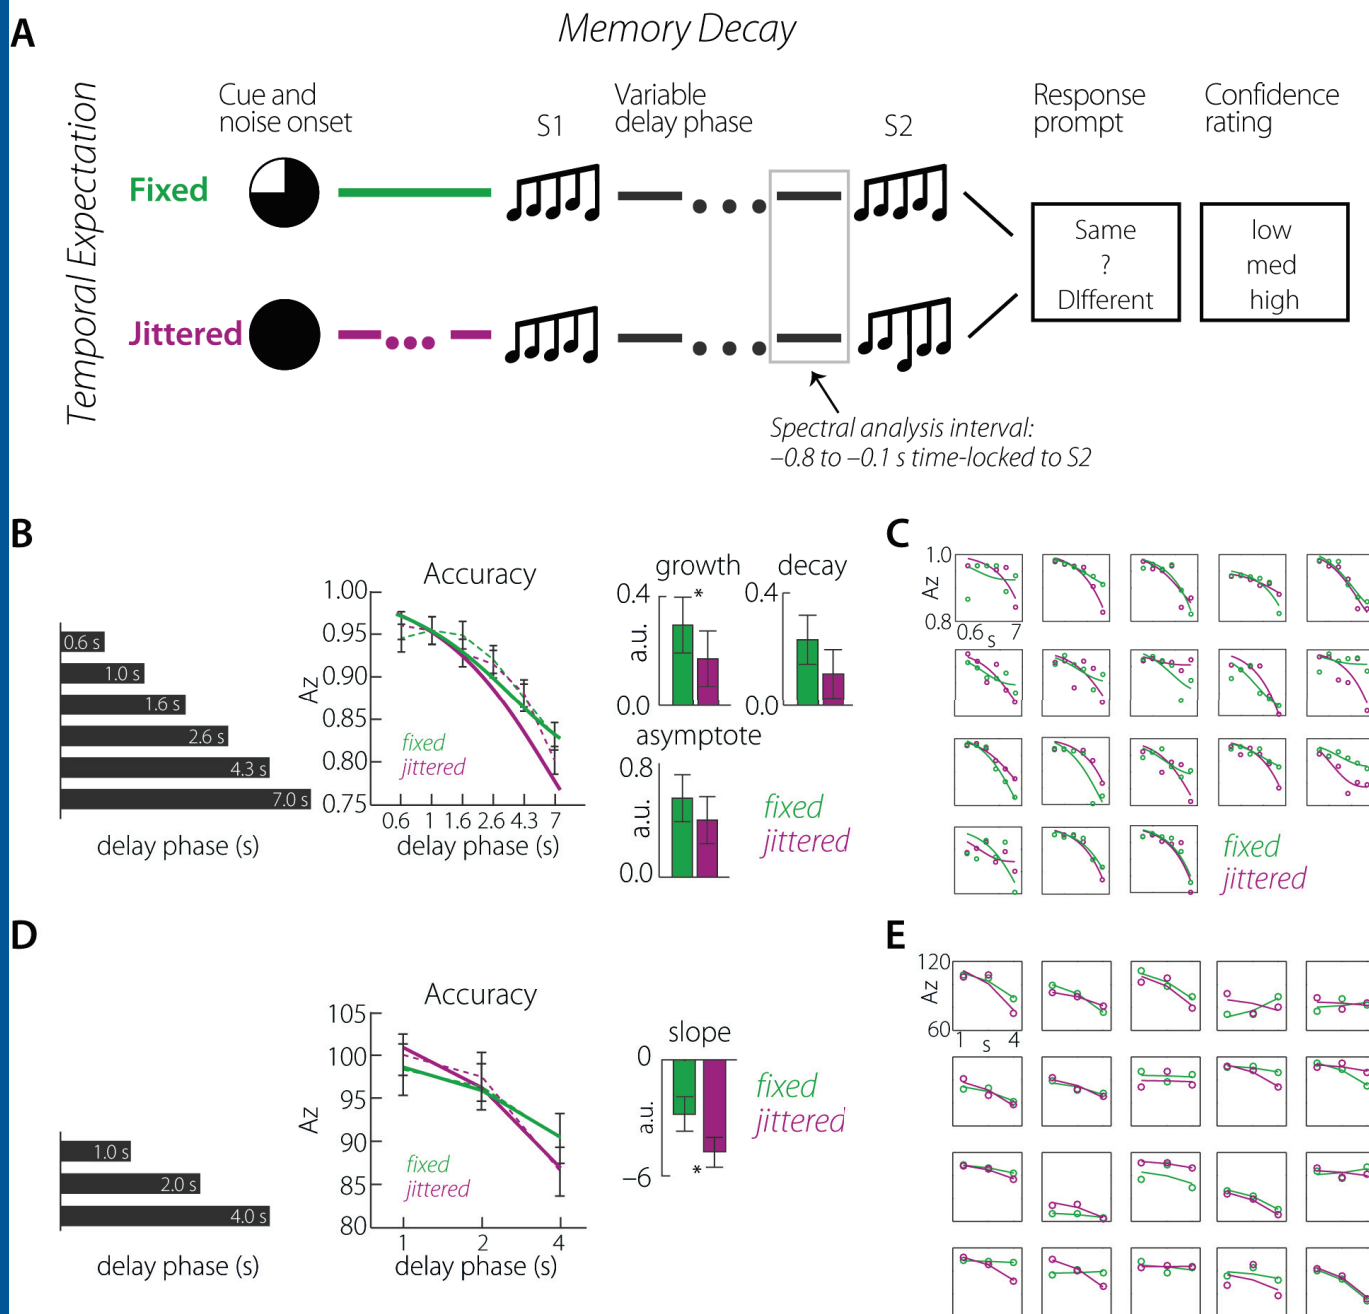 A
Memory Decay
Temporal Expectation
Cue and
noise onset
S1
Variable
delay phase
S2
Response
prompt
Confidence
rating
Fixed
Jittered
Same
?
DIfferent
low
med
high
Spectral analysis interval:
–0.8 to –0.1 s time-locked to S2
B
0.6 s
1.0 s
1.6 s
2.6 s
4.3 s
7.0 s
delay phase (s)
Accuracy
Az
1.00
0.95
0.90
0.85
0.80
0.75
fixed
jittered
0.6 1 1.6 2.6 4.3 7
delay phase (s)
growth
0.4
a.u.
0.0
*
decay
0.4
0.0
asymptote
0.8
a.u.
0.0
fixed
jittered
C
1.0
Az
0.8
0.6 s 7
fixed
jittered
D
1.0 s
2.0 s
4.0 s
delay phase (s)
Accuracy
Az
105
100
95
90
85
80
fixed
jittered
1 2 4
delay phase (s)
slope
0
a.u.
–6
*
fixed
jittered
E
120
Az
60
1 s 4